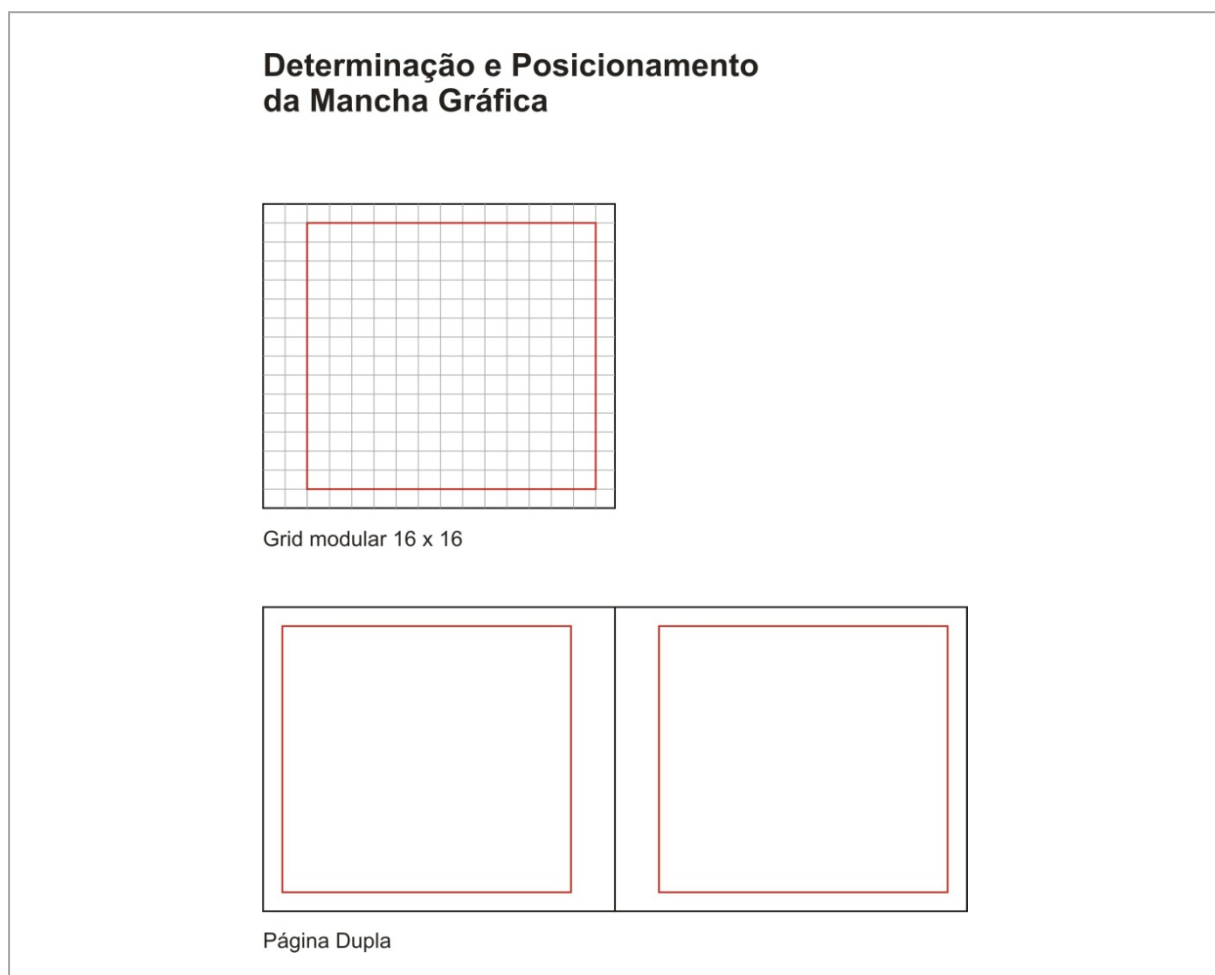 Determinação e Posicionamento
da Mancha Gráfica
Grid modular 16 x 16
Página Dupla